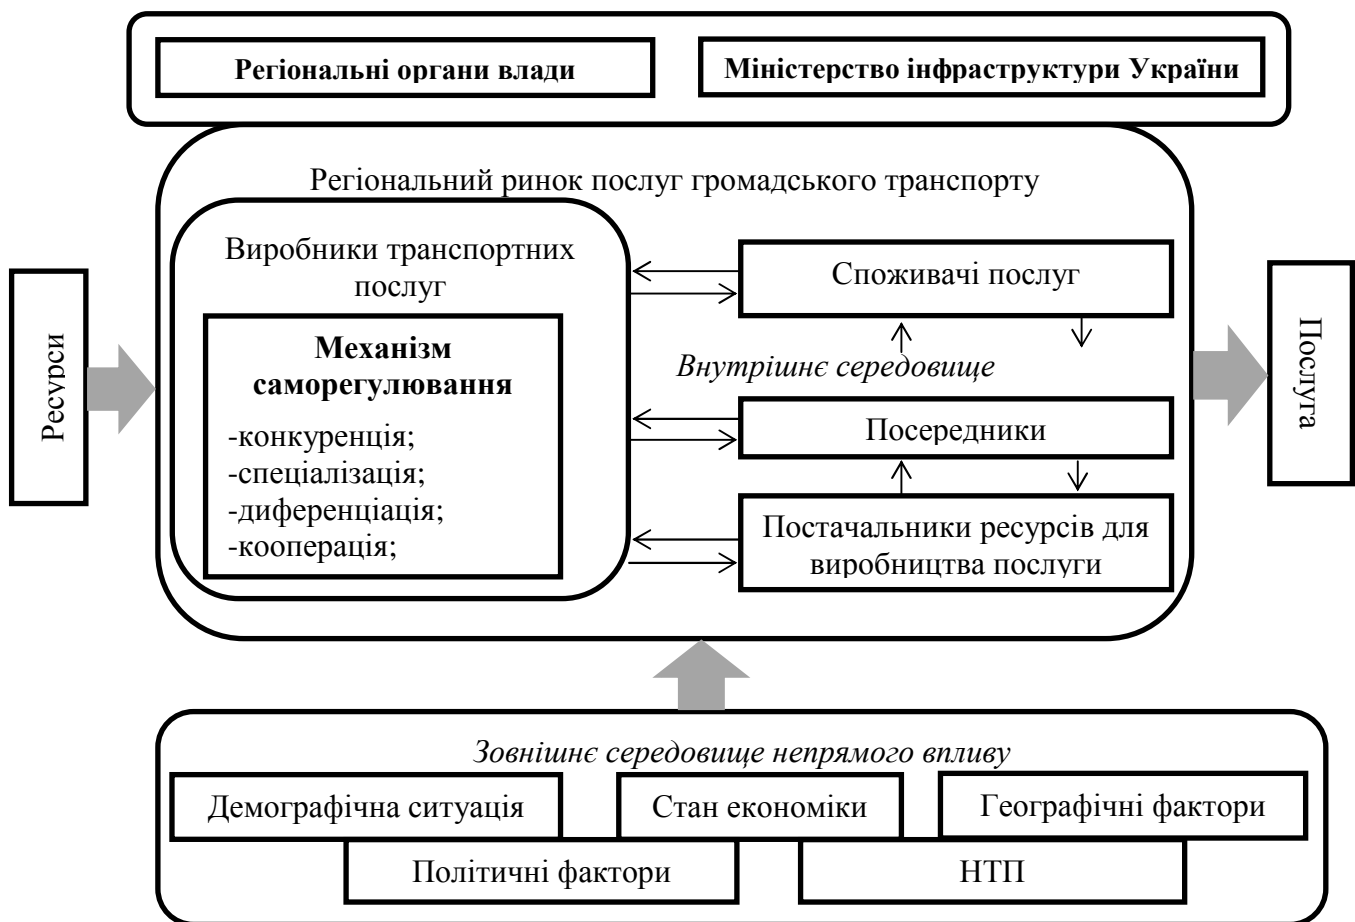 Регіональні органи влади
Міністерство інфраструктури України
Регіональний ринок послуг громадського транспорту
Виробники транспортних
послуг
Механізм
саморегулювання
-конкуренція;
-спеціалізація;
-диференціація;
-кооперація;
Споживачі послуг
Внутрішнє середовище
Посередники
Постачальники ресурсів для
виробництва послуги
Ресурси
Послуга
Зовнішнє середовище непрямого впливу
Демографічна ситуація
Стан економіки
Географічні фактори
Політичні фактори
НТП